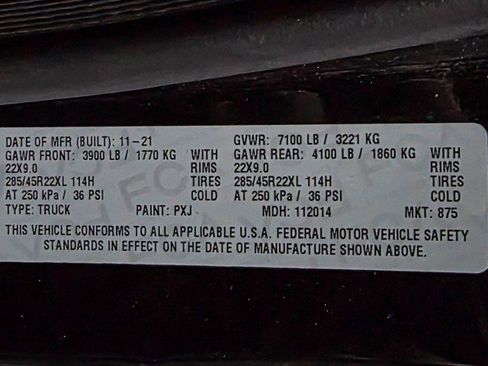 DATE OF MFR (BUILT): 11-21 GVWR: 7100 LB / 3221 KG
GAWR FRONT: 3900 LB / 1770 KG WITH GAWR REAR: 4100 LB / 1860 KG WITH
22X9.0 RIMS 22X9.0 RIMS
285/45R22XL 114H TIRES 285/45R22XL 114H TIRES
AT 250 kPa / 36 PSI COLD AT 250 kPa / 36 PSI COLD
TYPE: TRUCK PAINT: PXJ MDH: 112014 MKT: 875
THIS VEHICLE CONFORMS TO ALL APPLICABLE U.S.A. FEDERAL MOTOR VEHICLE SAFETY
STANDARDS IN EFFECT ON THE DATE OF MANUFACTURE SHOWN ABOVE.